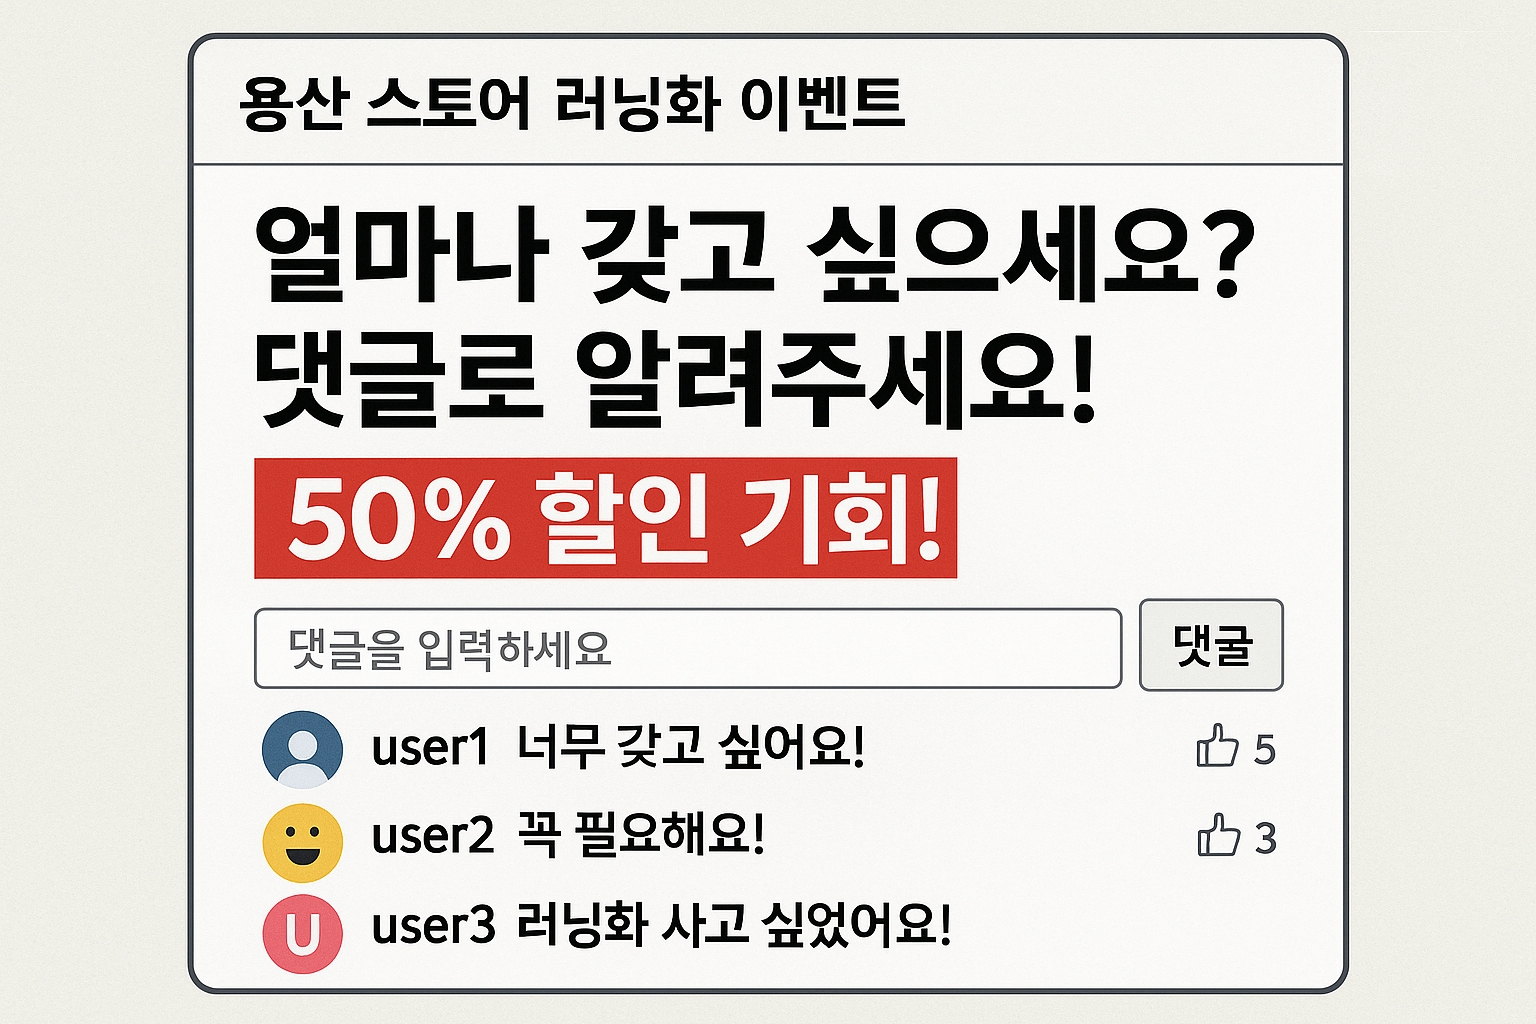 용산 스토어 러닝화 이벤트
얼마나 갖고 싶으세요?
댓글로 알려주세요!
50% 할인 기회!
댓글을 입력하세요
댓굴
user1 너무 갖고 싶어요! 5
user2 꼭 필요해요! 3
U user3 러닝화 사고 싶었어요!